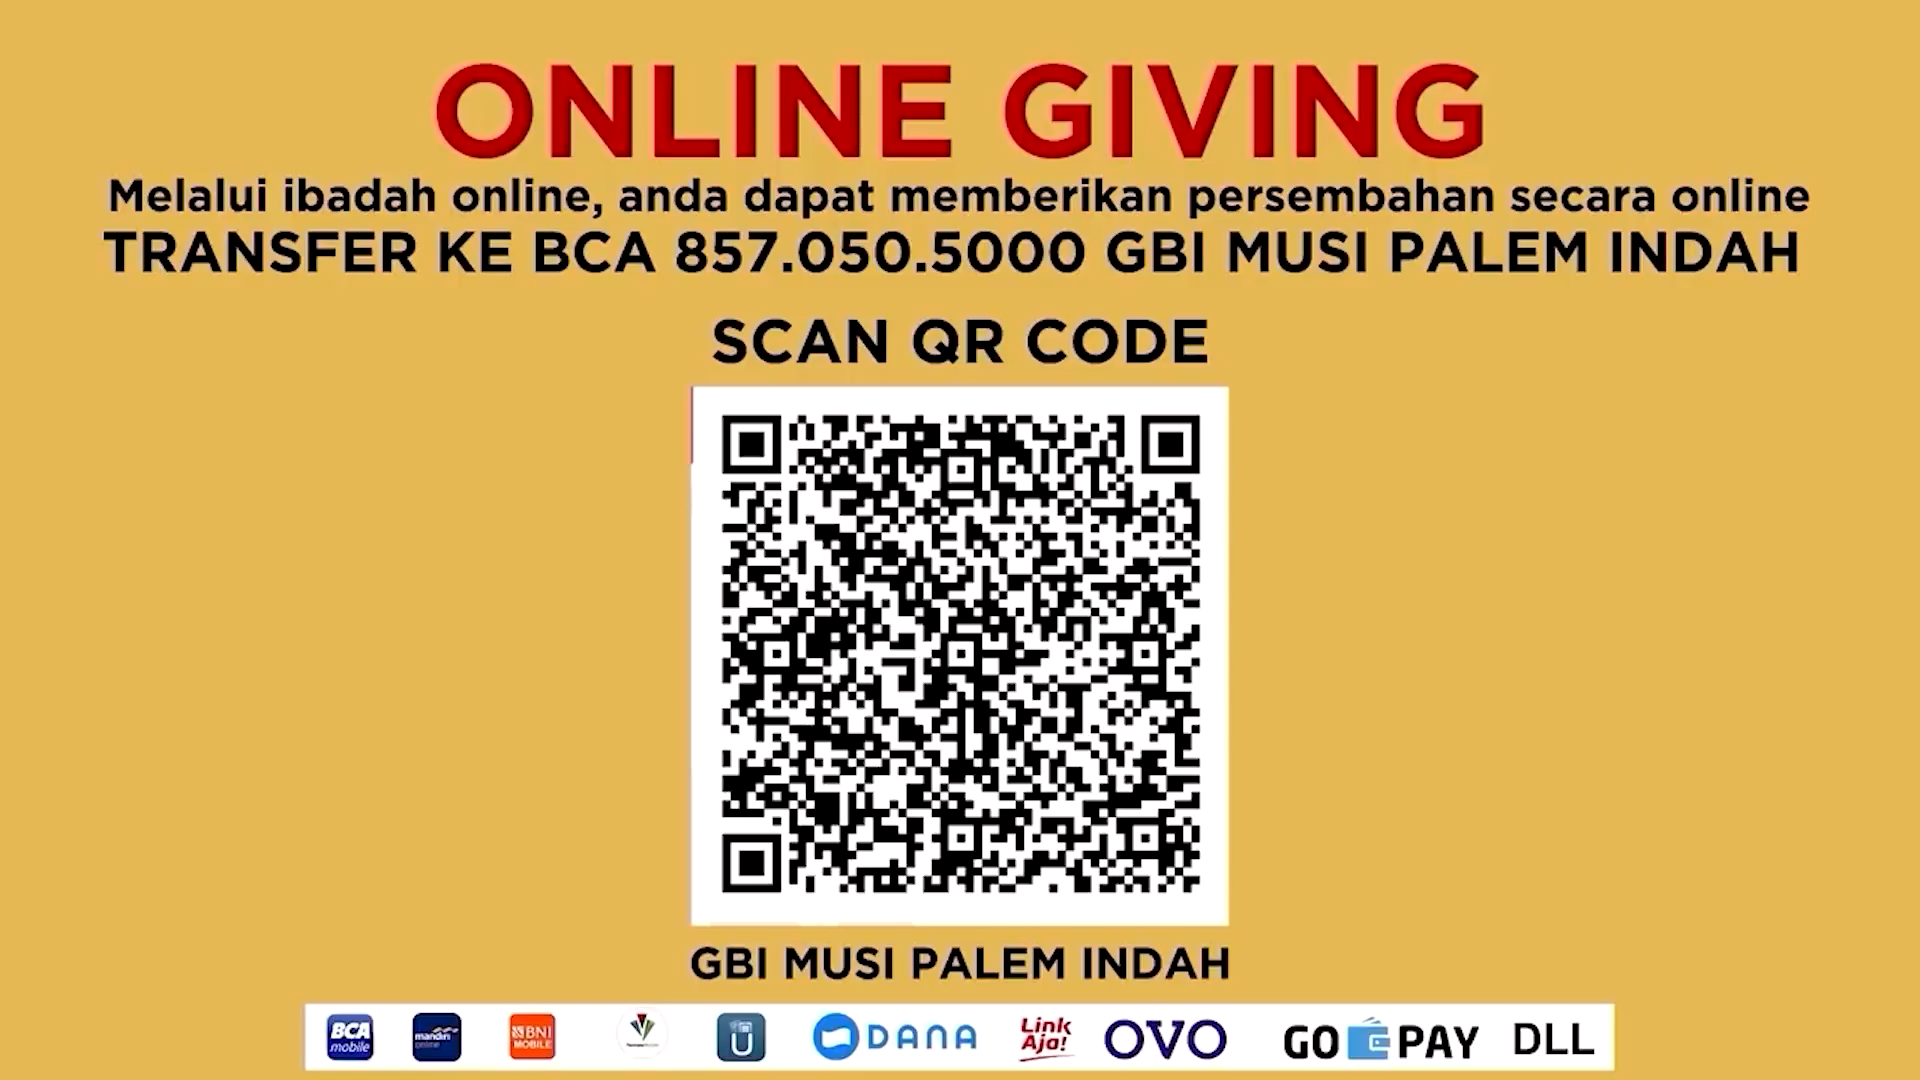 ONLINE GIVING
Melalui ibadah online, anda dapat memberikan persembahan secara online
TRANSFER KE BCA 857.050.5000 GBI MUSI PALEM INDAH
SCAN QR CODE
GBI MUSI PALEM INDAH
BCA mobile mandiri online BNI MOBILE U DANA Link Aja! OVO GO PAY DLL